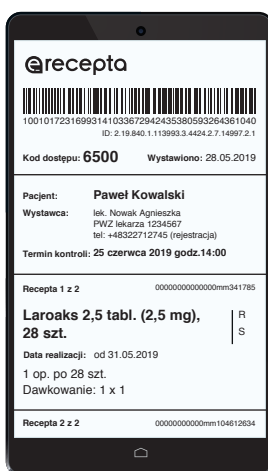 erecepta
10010172316993141033672942435380593264361040
ID: 2.19.840.1.113993.3.4424.2.7.14997.2.1
Kod dostępu: 6500 Wystawiono: 28.05.2019
Pacjent: Paweł Kowalski
Wystawca: lek. Nowak Agnieszka
PWZ lekarza 1234567
tel: +48322712745 (rejestracja)
Termin kontroli: 25 czerwca 2019 godz.14:00
Recepta 1 z 2 00000000000000mm341785
Laroaks 2,5 tabl. (2,5 mg), R
28 szt. S
Data realizacji: od 31.05.2019
1 op. po 28 szt.
Dawkowanie: 1 x 1
Recepta 2 z 2 00000000000mm104612634